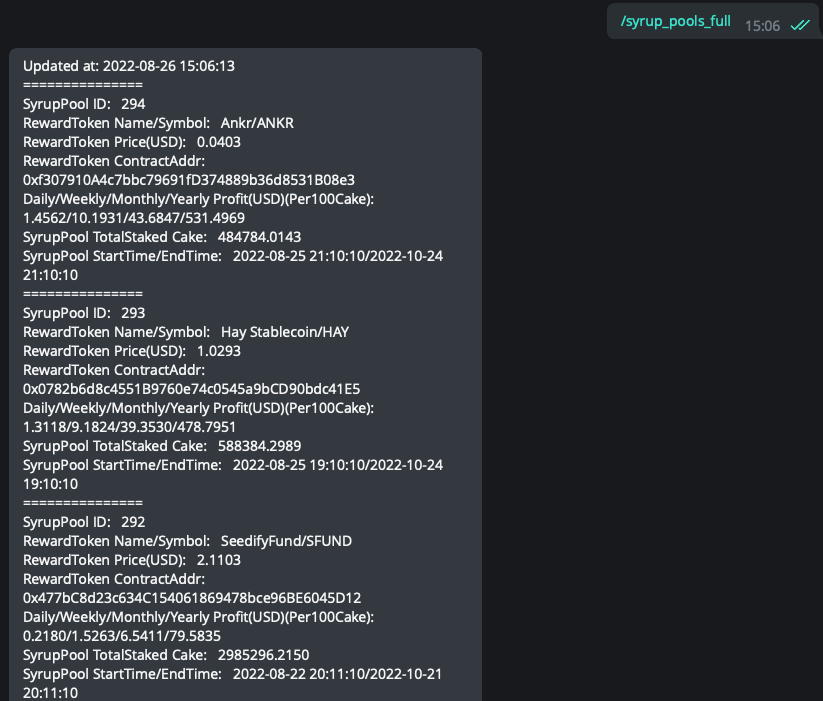 /syrup_pools_full 15:06
Updated at: 2022-08-26 15:06:13
===============
SyrupPool ID: 294
RewardToken Name/Symbol: Ankr/ANKR
RewardToken Price(USD): 0.0403
RewardToken ContractAddr:
0xf307910A4c7bbc79691fD374889b36d8531B08e3
Daily/Weekly/Monthly/Yearly Profit(USD)(Per100Cake):
1.4562/10.1931/43.6847/531.4969
SyrupPool TotalStaked Cake: 484784.0143
SyrupPool StartTime/EndTime: 2022-08-25 21:10:10/2022-10-24
21:10:10
===============
SyrupPool ID: 293
RewardToken Name/Symbol: Hay Stablecoin/HAY
RewardToken Price(USD): 1.0293
RewardToken ContractAddr:
0x0782b6d8c4551B9760e74c0545a9bCD90bdc41E5
Daily/Weekly/Monthly/Yearly Profit(USD)(Per100Cake):
1.3118/9.1824/39.3530/478.7951
SyrupPool TotalStaked Cake: 588384.2989
SyrupPool StartTime/EndTime: 2022-08-25 19:10:10/2022-10-24
19:10:10
===============
SyrupPool ID: 292
RewardToken Name/Symbol: SeedifyFund/SFUND
RewardToken Price(USD): 2.1103
RewardToken ContractAddr:
0x477bC8d23c634C154061869478bce96BE6045D12
Daily/Weekly/Monthly/Yearly Profit(USD)(Per100Cake):
0.2180/1.5263/6.5411/79.5835
SyrupPool TotalStaked Cake: 2985296.2150
SyrupPool StartTime/EndTime: 2022-08-22 20:11:10/2022-10-21
20:11:10